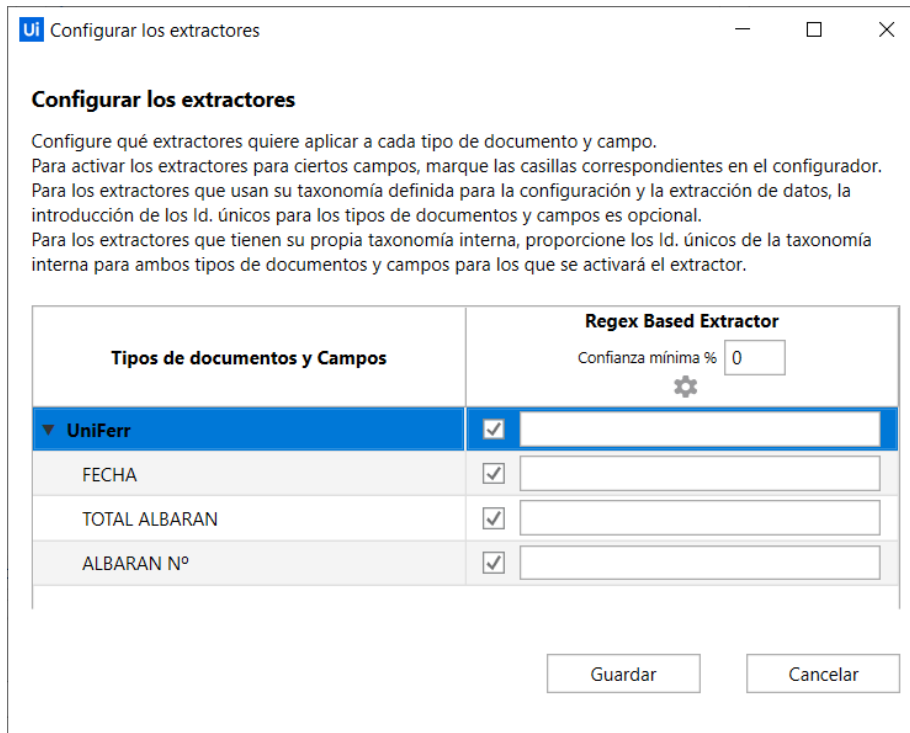 Ui Configurar los extractores
Configurar los extractores
Configure qué extractores quiere aplicar a cada tipo de documento y campo.
Para activar los extractores para ciertos campos, marque las casillas correspondientes en el configurador.
Para los extractores que usan su taxonomía definida para la configuración y la extracción de datos, la
introducción de los Id. únicos para los tipos de documentos y campos es opcional.
Para los extractores que tienen su propia taxonomía interna, proporcione los Id. únicos de la taxonomía
interna para ambos tipos de documentos y campos para los que se activará el extractor.
Tipos de documentos y Campos
Regex Based Extractor
Confianza mínima % 0
UniFerr
FECHA
TOTAL ALBARAN
ALBARAN Nº
Guardar Cancelar